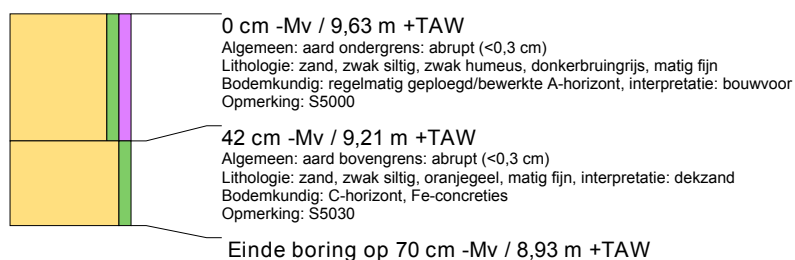 0 cm -Mv / 9,63 m +TAW
Algemeen: aard ondergrens: abrupt (<0,3 cm)
Lithologie: zand, zwak siltig, zwak humeus, donkerbruingrijs, matig fijn
Bodemkundig: regelmatig geploegd/bewerkte A-horizont, interpretatie: bouwvoor
Opmerking: S5000
42 cm -Mv / 9,21 m +TAW
Algemeen: aard bovengrens: abrupt (<0,3 cm)
Lithologie: zand, zwak siltig, oranjegeel, matig fijn, interpretatie: dekzand
Bodemkundig: C-horizont, Fe-concreties
Opmerking: S5030
Einde boring op 70 cm -Mv / 8,93 m +TAW